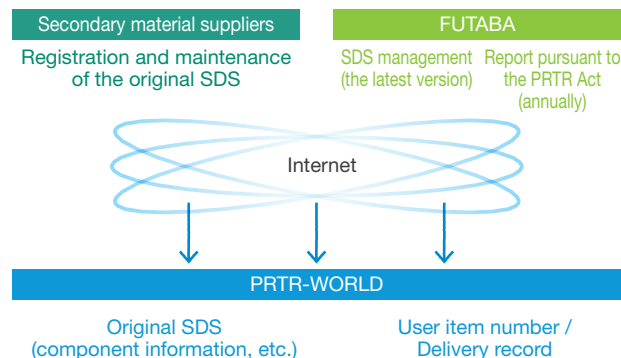 Secondary material suppliers
Registration and maintenance
of the original SDS
FUTABA
SDS management
(the latest version)
Report pursuant to
the PRTR Act
(annually)
Internet
PRTR-WORLD
Original SDS
(component information, etc.)
User item number /
Delivery record